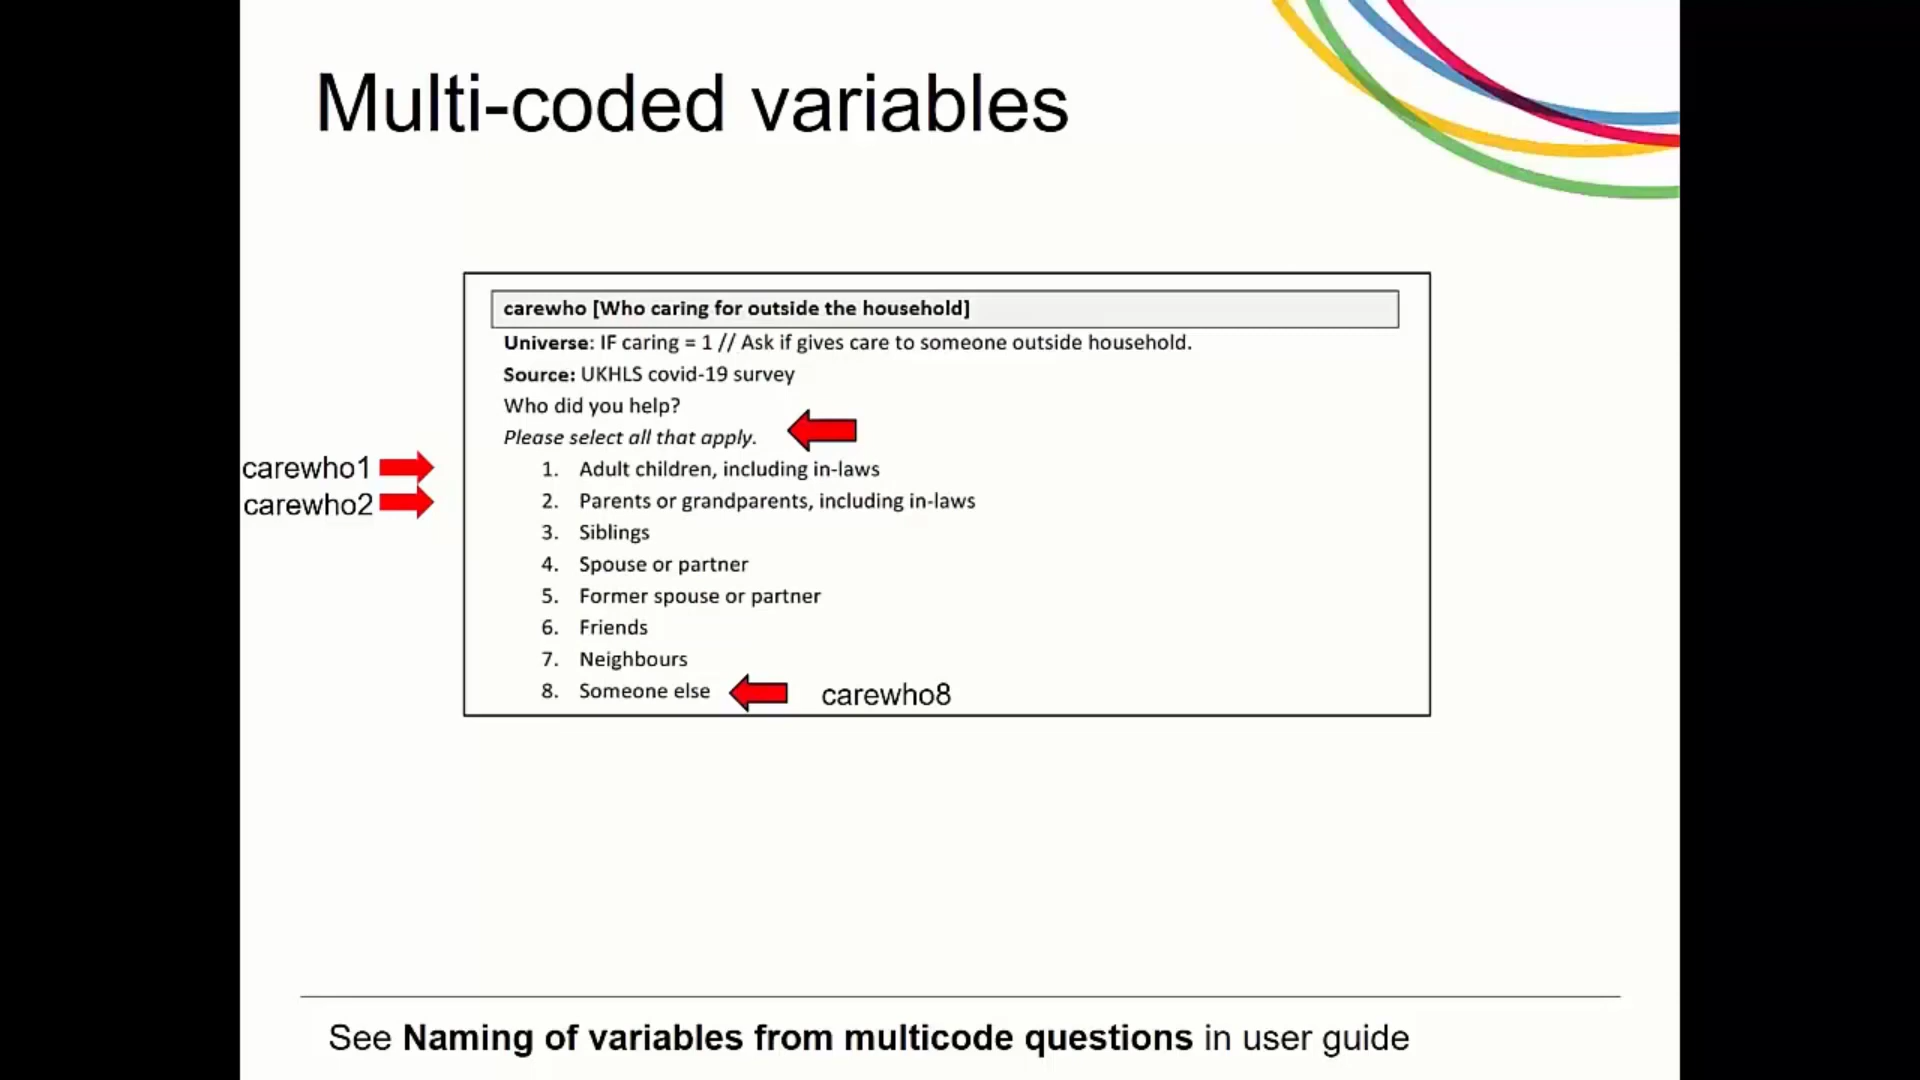 Multi-coded variables
carewho [Who caring for outside the household]
Universe: IF caring = 1 // Ask if gives care to someone outside household.
Source: UKHLS covid-19 survey
Who did you help?
Please select all that apply.
carewho1
1. Adult children, including in-laws
carewho2
2. Parents or grandparents, including in-laws
3. Siblings
4. Spouse or partner
5. Former spouse or partner
6. Friends
7. Neighbours
8. Someone else
carewho8
See Naming of variables from multicode questions in user guide